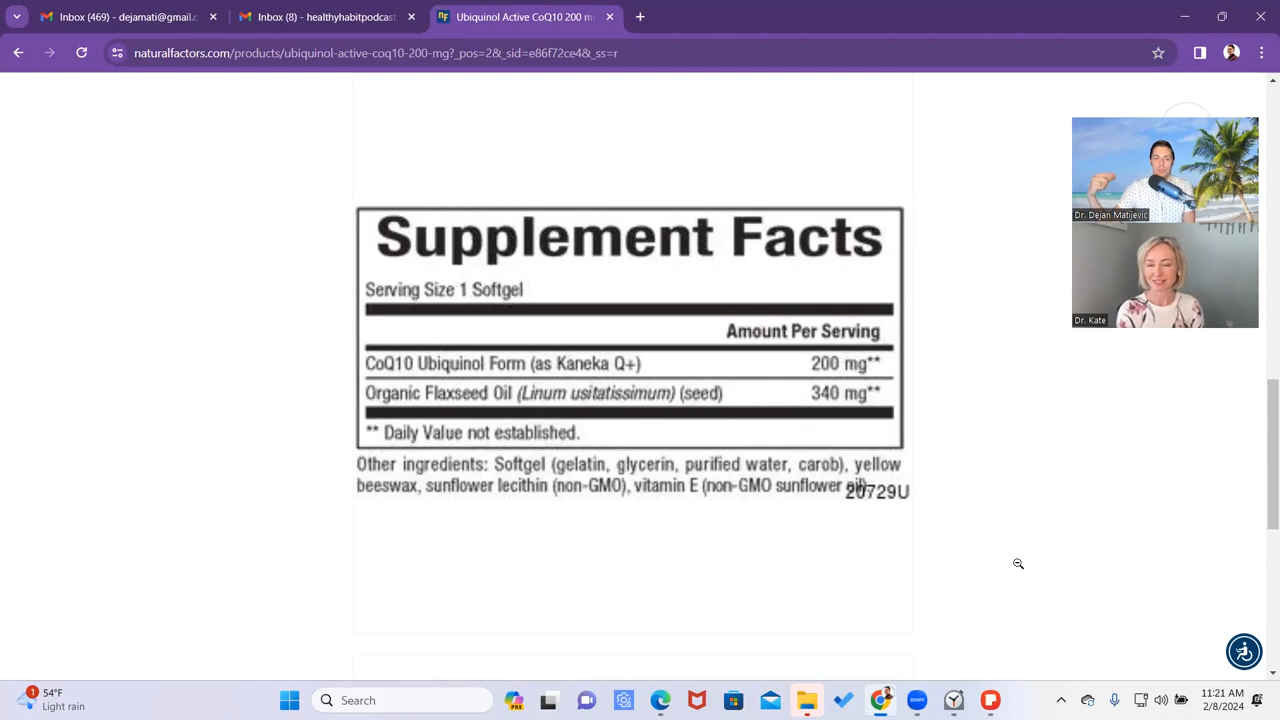 Inbox (469) - dejamati@gmail.c
Inbox (8) - healthyhabitpodcast
Ubiquinol Active CoQ10 200 m
naturalfactors.com/products/ubiquinol-active-coq10-200-mg?_pos=2&_sid=e86f72ce4&_ss=r
Supplement Facts
Serving Size 1 Softgel
Amount Per Serving
CoQ10 Ubiquinol Form (as Kaneka Q+) 200 mg**
Organic Flaxseed Oil (Linum usitatissimum) (seed) 340 mg**
** Daily Value not established.
Other ingredients: Softgel (gelatin, glycerin, purified water, carob), yellow
beeswax, sunflower lecithin (non-GMO), vitamin E (non-GMO sunflower oil).
20729U
Dr. Dejan Matijevic
Dr. Kate
1
54°F
Light rain
Search
PRE
zoom
11:21 AM
2/8/2024